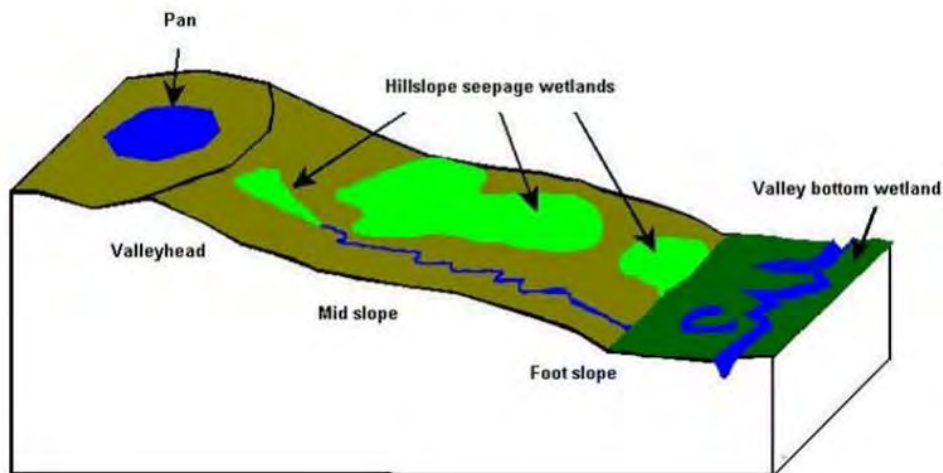 Pan
Hillslope seepage wetlands
Valley bottom wetland
Valleyhead
Mid slope
Foot slope